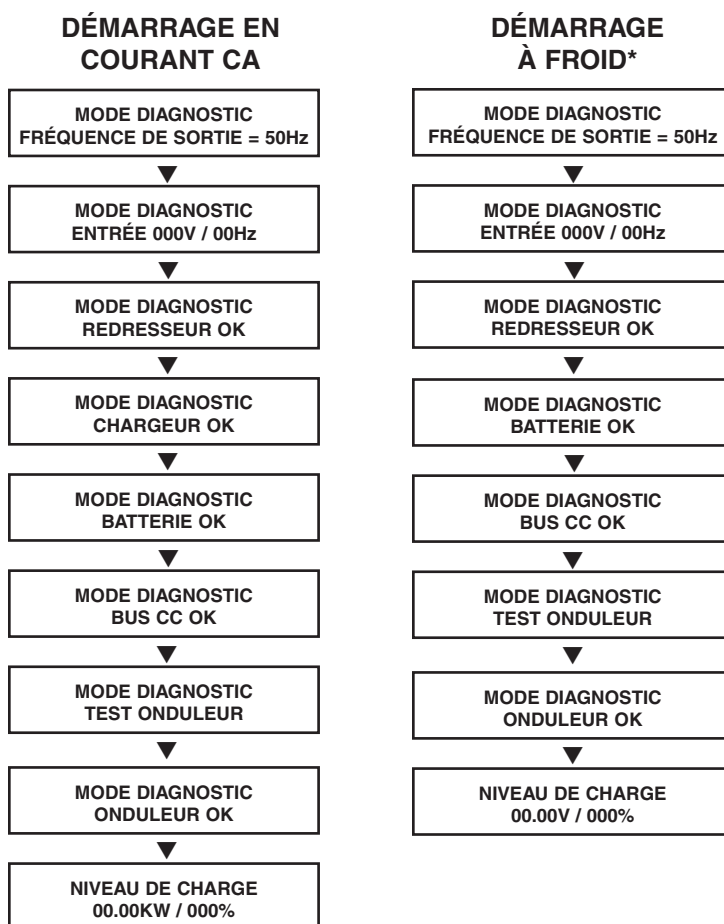 DÉMARRAGE EN
COURANT CA
MODE DIAGNOSTIC
FRÉQUENCE DE SORTIE = 50Hz
MODE DIAGNOSTIC
ENTRÉE 000V / 00Hz
MODE DIAGNOSTIC
REDRESSEUR OK
MODE DIAGNOSTIC
CHARGEUR OK
MODE DIAGNOSTIC
BATTERIE OK
MODE DIAGNOSTIC
BUS CC OK
MODE DIAGNOSTIC
TEST ONDULEUR
MODE DIAGNOSTIC
ONDULEUR OK
NIVEAU DE CHARGE
00.00KW / 000%
DÉMARRAGE
À FROID*
MODE DIAGNOSTIC
FRÉQUENCE DE SORTIE = 50Hz
MODE DIAGNOSTIC
ENTRÉE 000V / 00Hz
MODE DIAGNOSTIC
REDRESSEUR OK
MODE DIAGNOSTIC
BATTERIE OK
MODE DIAGNOSTIC
BUS CC OK
MODE DIAGNOSTIC
TEST ONDULEUR
MODE DIAGNOSTIC
ONDULEUR OK
NIVEAU DE CHARGE
00.00V / 000%